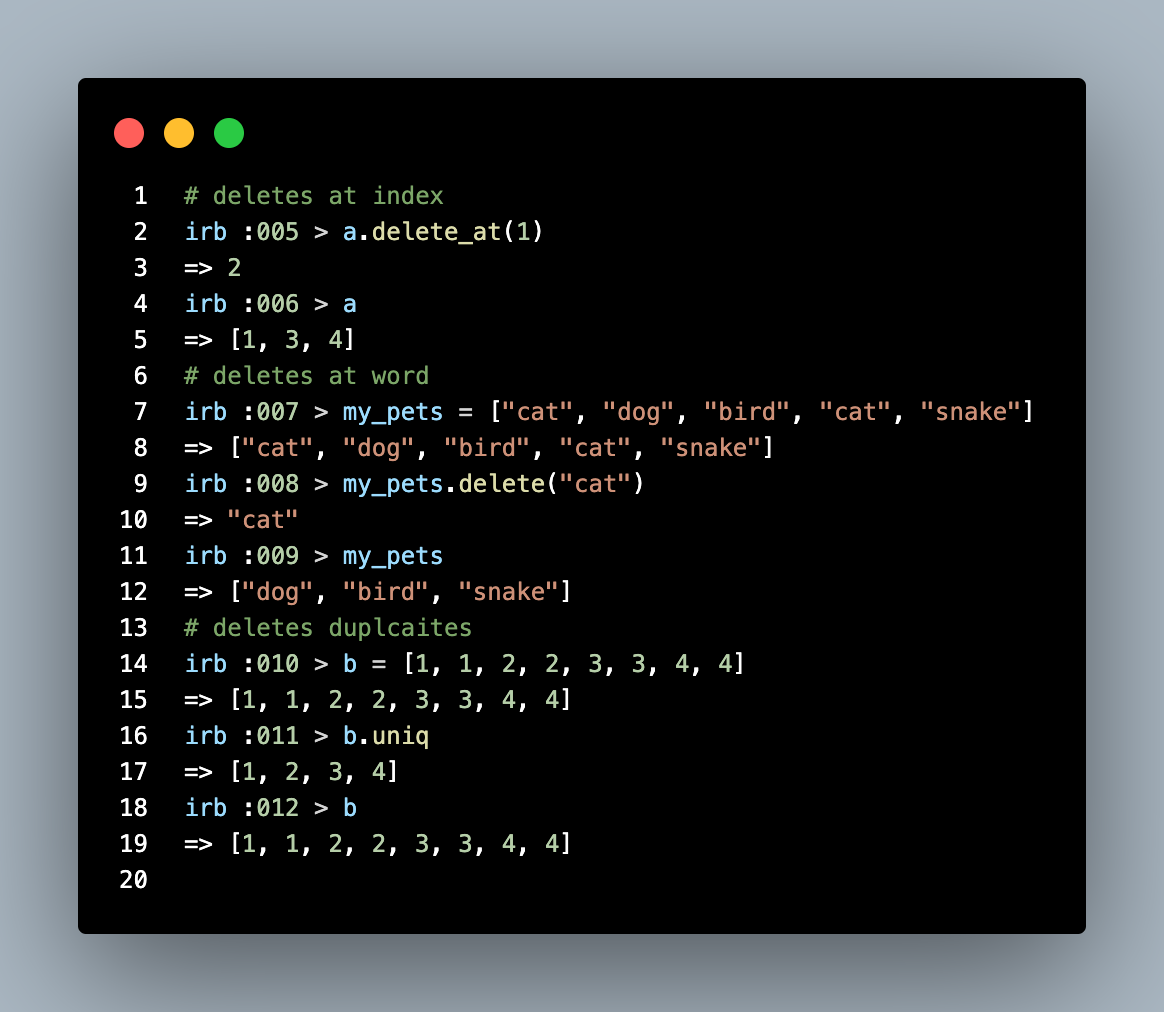 1 # deletes at index
2 irb :005 > a.delete_at(1)
3 => 2
4 irb :006 > a
5 => [1, 3, 4]
6 # deletes at word
7 irb :007 > my_pets = ["cat", "dog", "bird", "cat", "snake"]
8 => ["cat", "dog", "bird", "cat", "snake"]
9 irb :008 > my_pets.delete("cat")
10 => "cat"
11 irb :009 > my_pets
12 => ["dog", "bird", "snake"]
13 # deletes duplcaites
14 irb :010 > b = [1, 1, 2, 2, 3, 3, 4, 4]
15 => [1, 1, 2, 2, 3, 3, 4, 4]
16 irb :011 > b.uniq
17 => [1, 2, 3, 4]
18 irb :012 > b
19 => [1, 1, 2, 2, 3, 3, 4, 4]
20